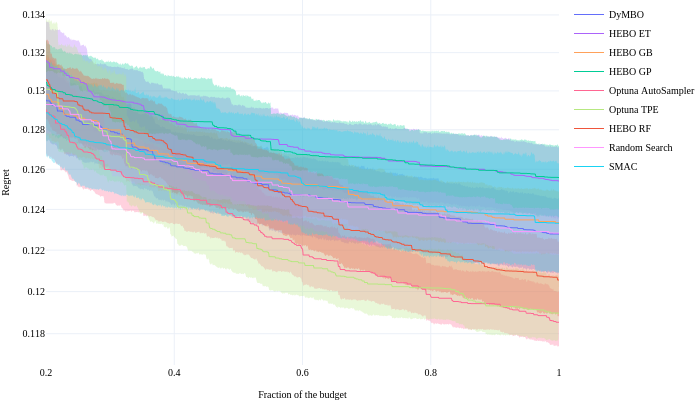 0.134
0.132
0.13
0.128
0.126
0.124
0.122
0.12
0.118
Regret
0.2
0.4
0.6
0.8
1
Fraction of the budget
DyMBO
HEBO ET
HEBO GB
HEBO GP
Optuna AutoSampler
Optuna TPE
HEBO RF
Random Search
SMAC